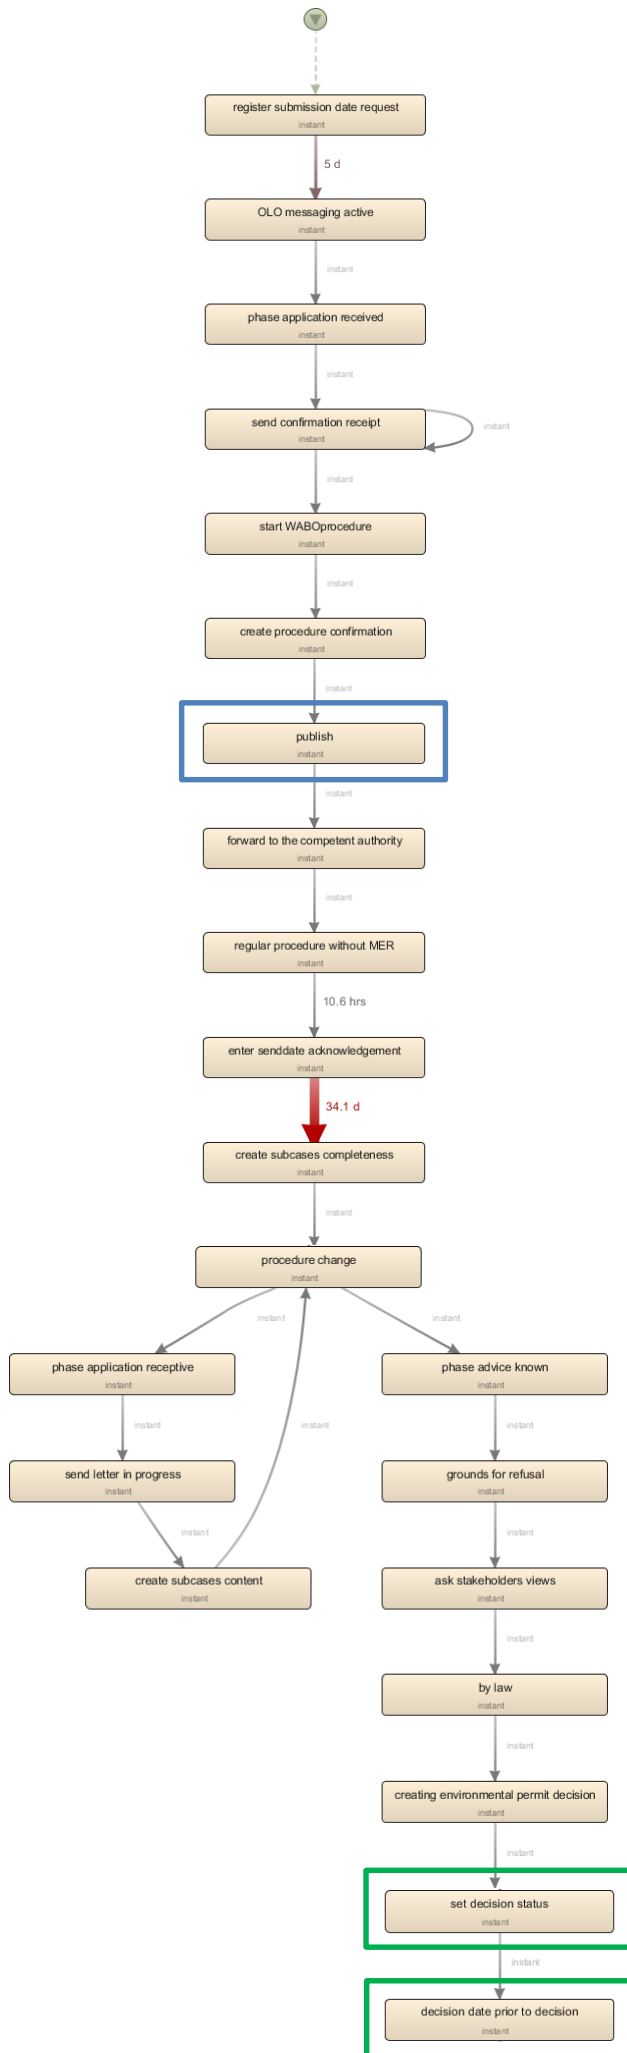 register submission date request
instant
5 d
OLO messaging active
instant
instant
phase application received
instant
instant
send confirmation receipt
instant
instant
instant
start WABOprocedure
instant
instant
create procedure confirmation
instant
instant
publish
instant
instant
forward to the competent authority
instant
instant
regular procedure without MER
instant
10.6 hrs
enter senddate acknowledgement
instant
34.1 d
create subcases completeness
instant
instant
procedure change
instant
instant
instant
phase application receptive
instant
phase advice known
instant
instant
instant
instant
send letter in progress
instant
grounds for refusal
instant
instant
instant
create subcases content
instant
ask stakeholders views
instant
instant
by law
instant
instant
creating environmental permit decision
instant
instant
set decision status
instant
instant
decision date prior to decision
instant